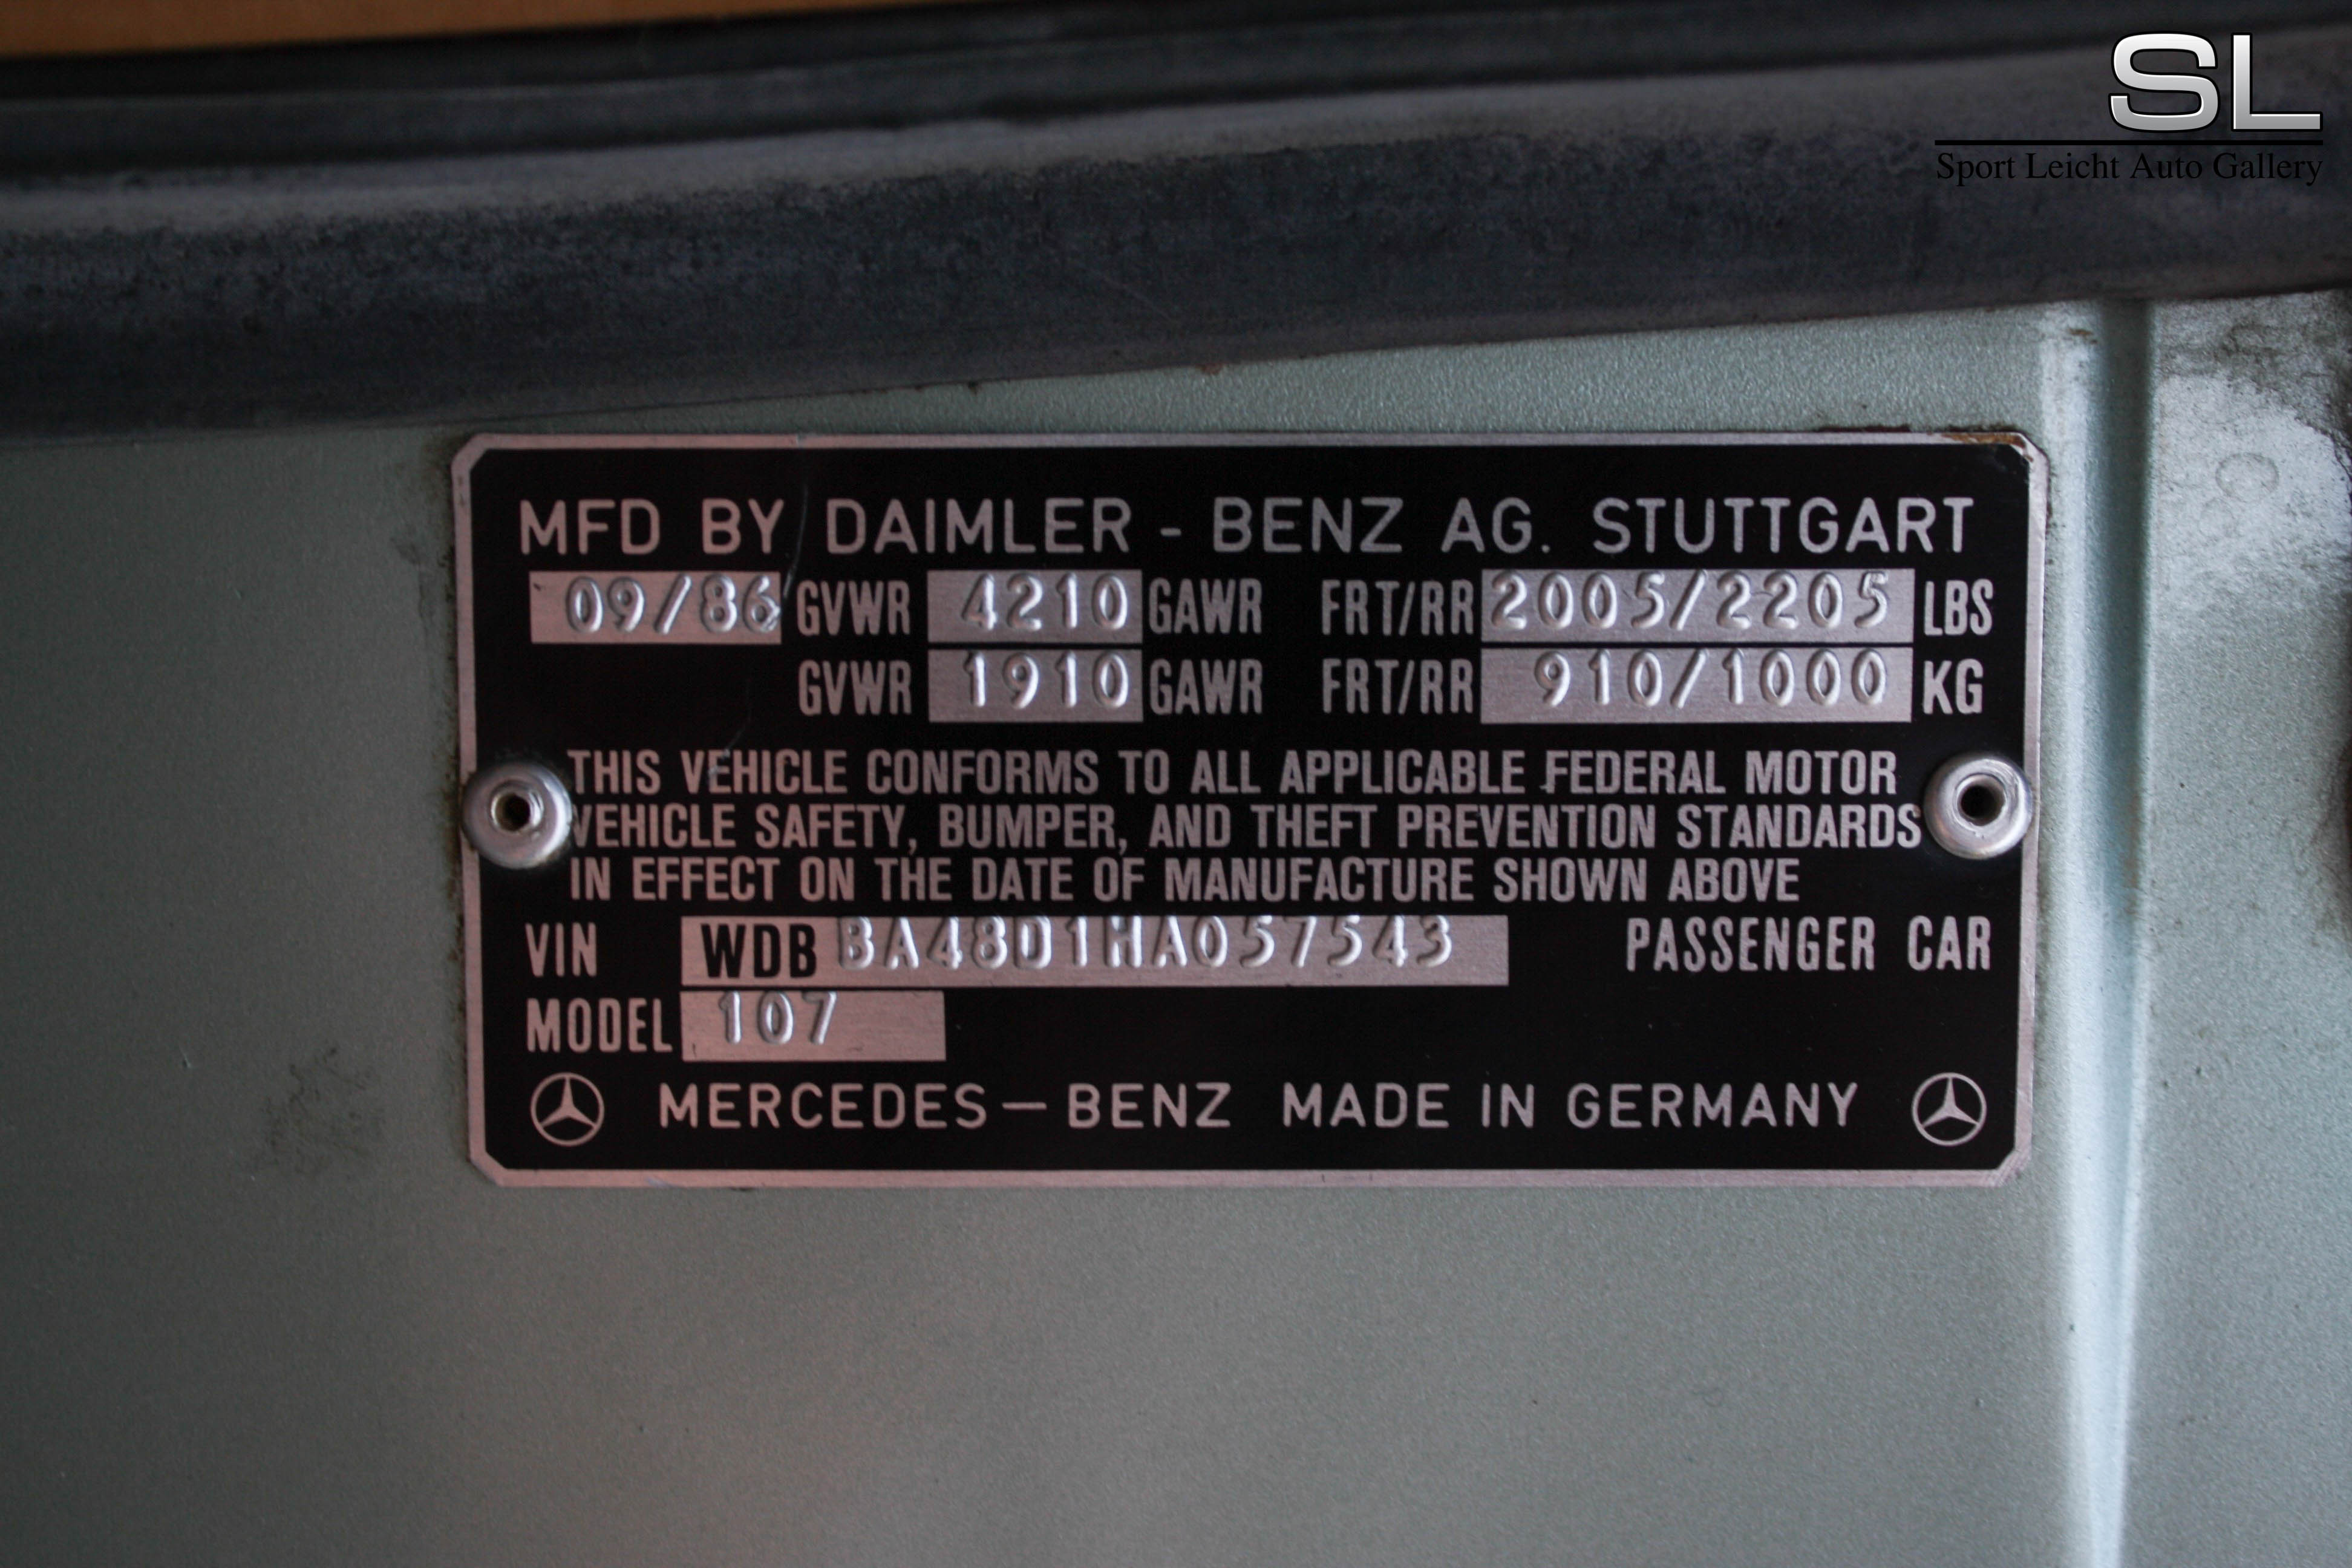 SL
Sport Leicht Auto Gallery
MFD BY DAIMLER - BENZ AG. STUTTGART
09/86 GVWR 4210 GAWR FRT/RR 2005/2205 LBS
GVWR 1910 GAWR FRT/RR 910/1000 KG
THIS VEHICLE CONFORMS TO ALL APPLICABLE FEDERAL MOTOR
VEHICLE SAFETY, BUMPER, AND THEFT PREVENTION STANDARDS
IN EFFECT ON THE DATE OF MANUFACTURE SHOWN ABOVE
VIN WDB BA48D1HA057543 PASSENGER CAR
MODEL 107
MERCEDES - BENZ MADE IN GERMANY